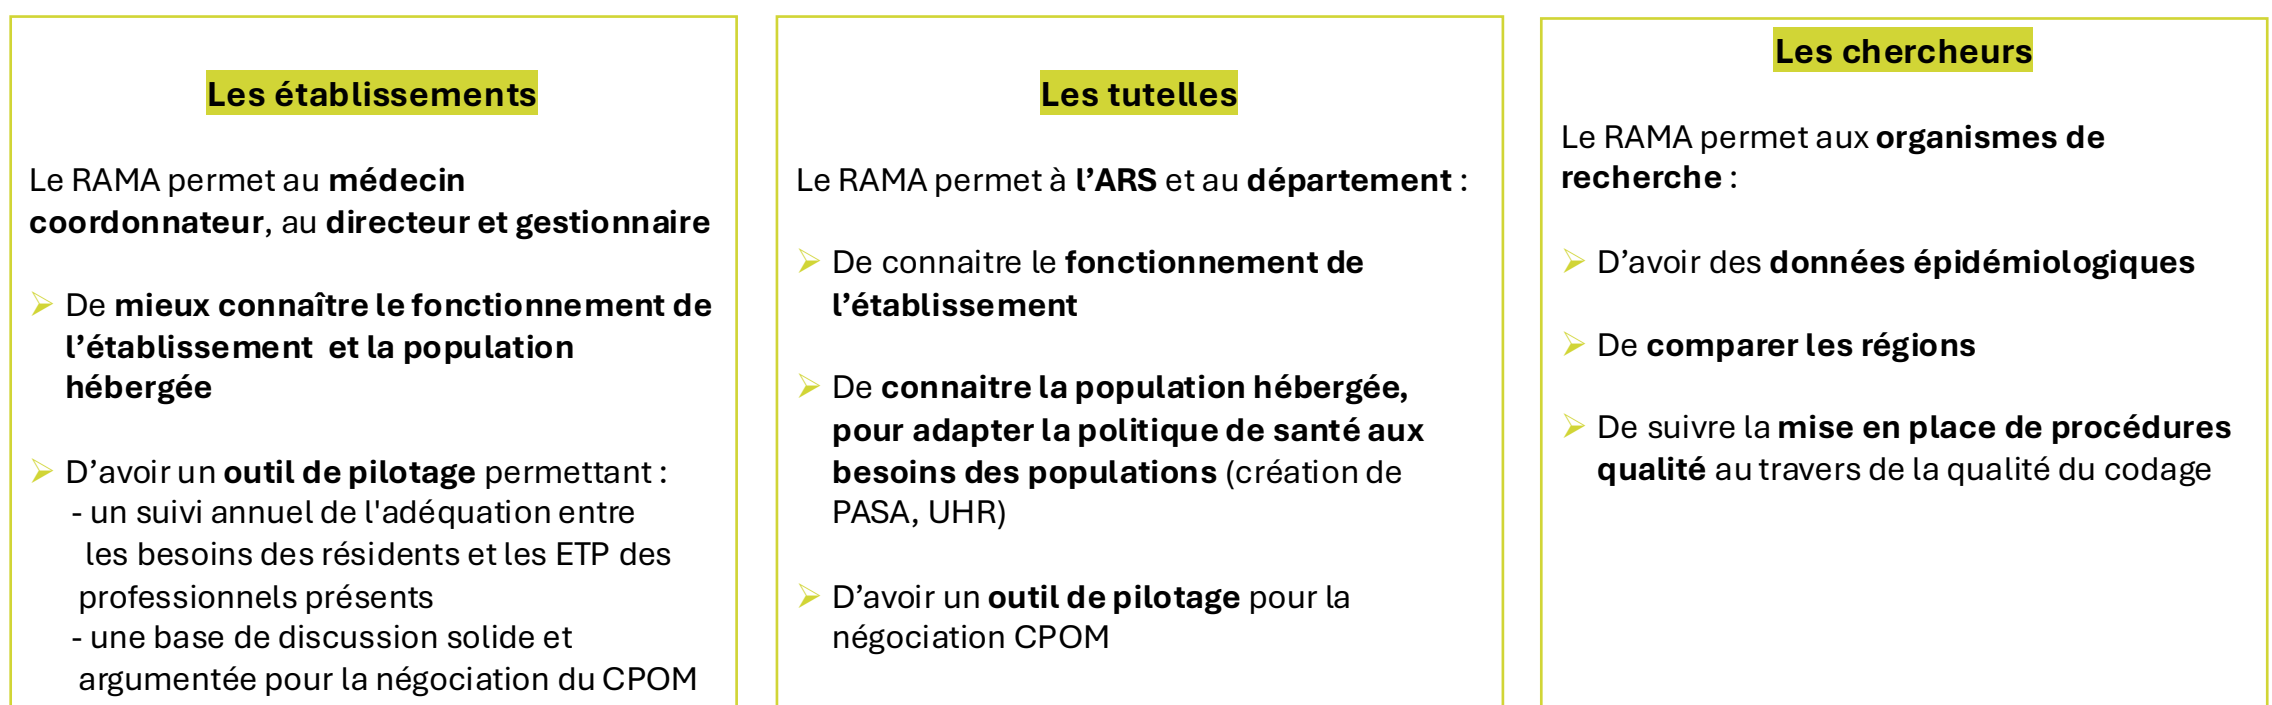 Les établissements
Le RAMA permet au médecin
coordonnateur, au directeur et gestionnaire
➢ De mieux connaître le fonctionnement de
l’établissement et la population
hébergée
➢ D’avoir un outil de pilotage permettant :
- un suivi annuel de l'adéquation entre
les besoins des résidents et les ETP des
professionnels présents
- une base de discussion solide et
argumentée pour la négociation du CPOM
Les tutelles
Le RAMA permet à l’ARS et au département :
➢ De connaitre le fonctionnement de
l’établissement
➢ De connaitre la population hébergée,
pour adapter la politique de santé aux
besoins des populations (création de
PASA, UHR)
➢ D’avoir un outil de pilotage pour la
négociation CPOM
Les chercheurs
Le RAMA permet aux organismes de
recherche :
➢ D’avoir des données épidémiologiques
➢ De comparer les régions
➢ De suivre la mise en place de procédures
qualité au travers de la qualité du codage